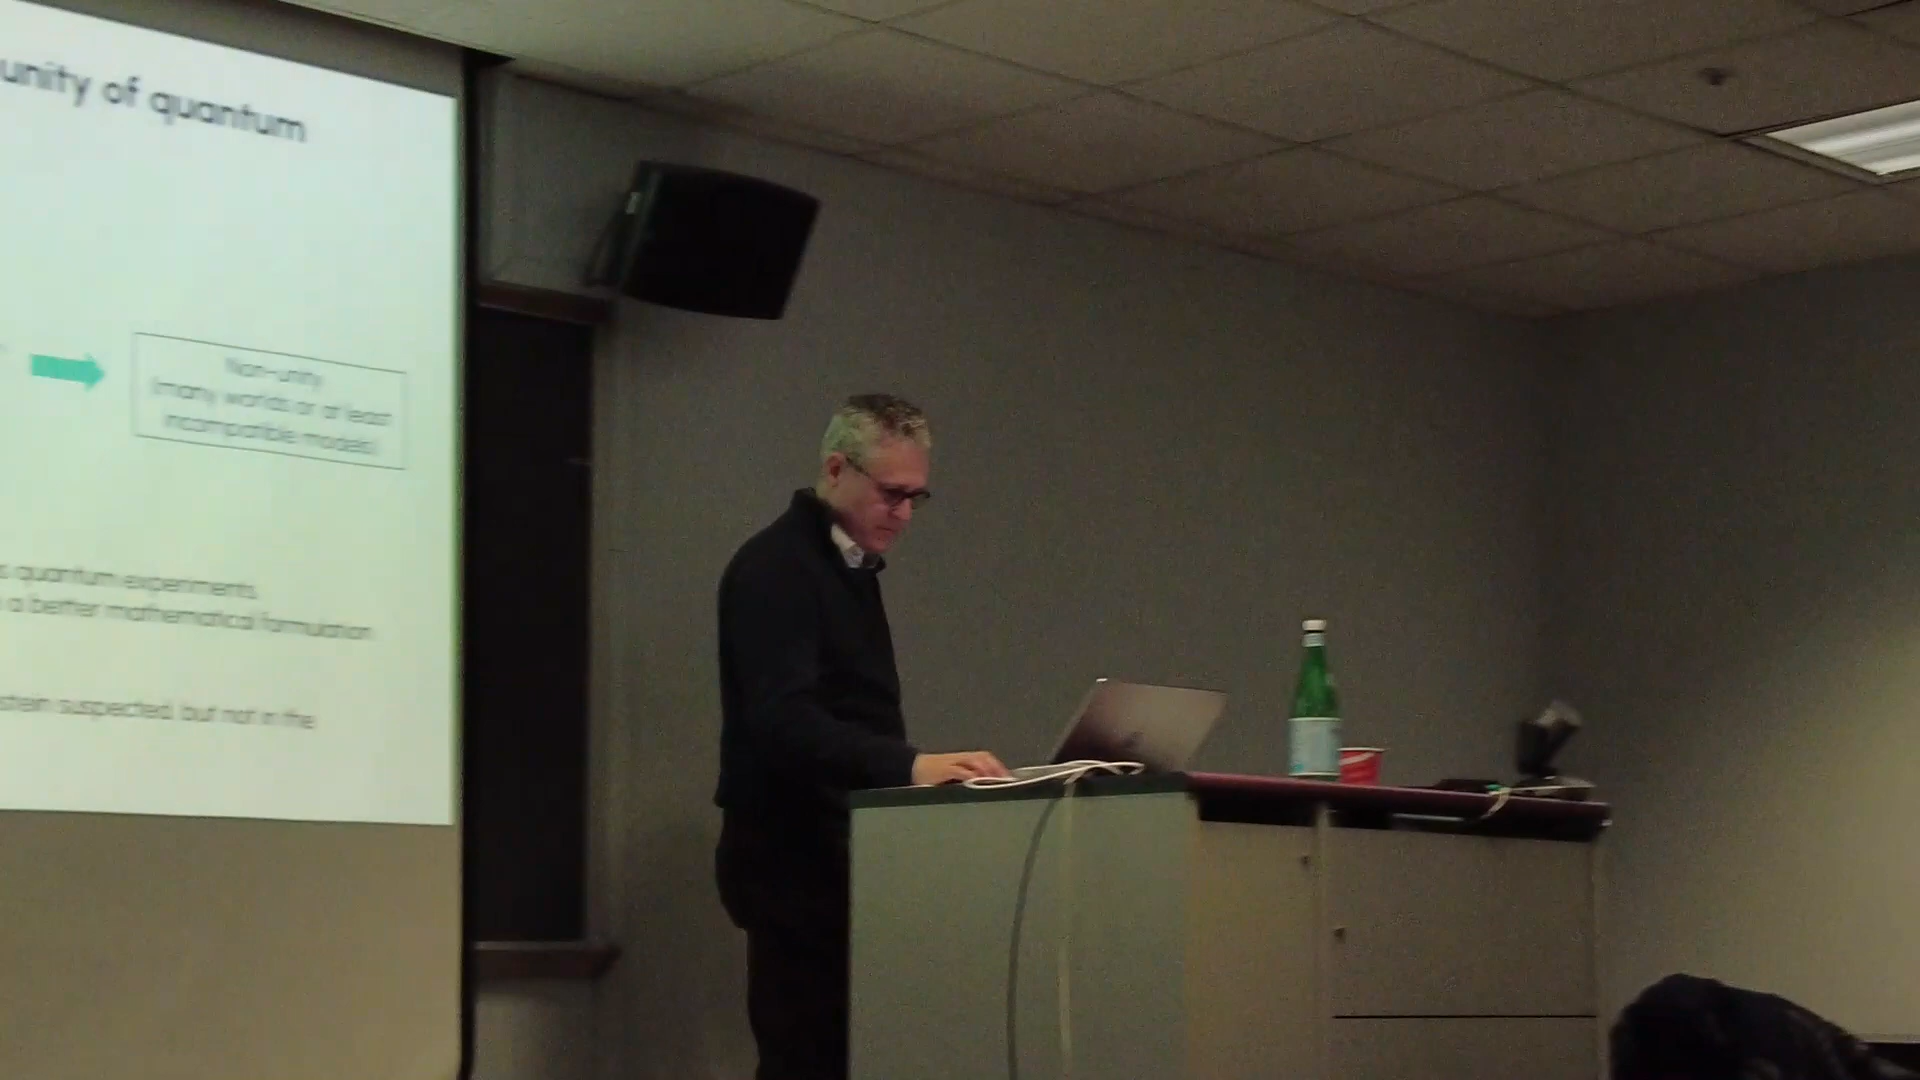 unity of quantum
Non-unity
(many worlds or at least
incompatible models)
s quantum experiments.
a better mathematical formulation
stein suspected, but not in the